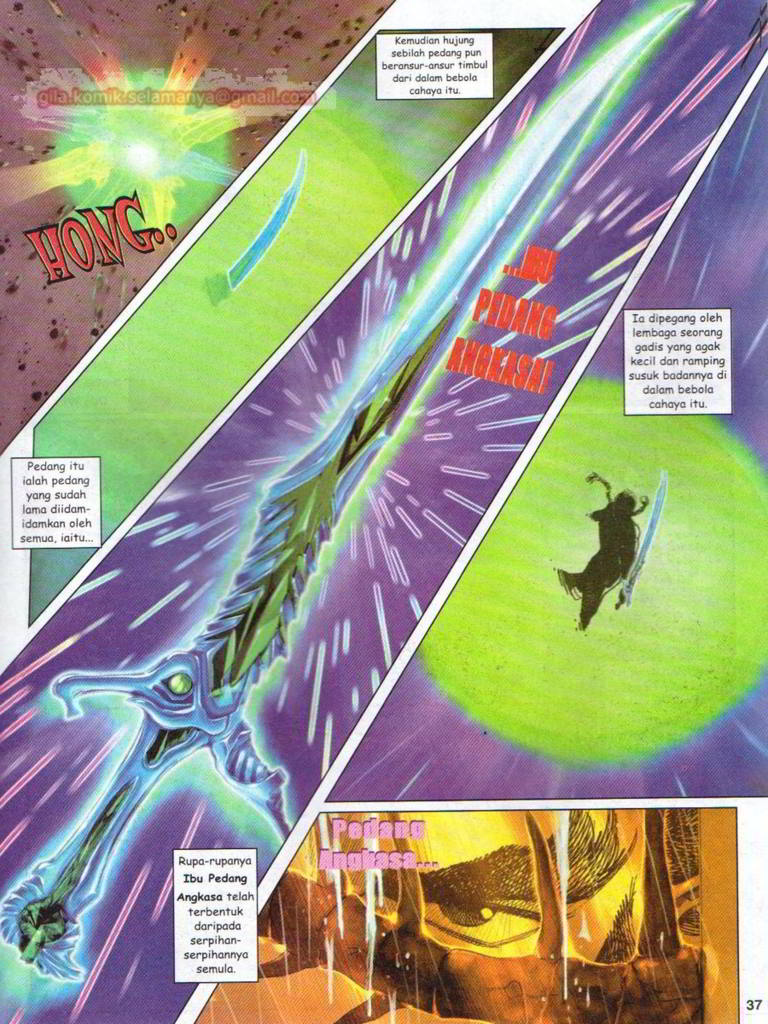 gila.komik.selamanya@gmail.com
HONG..
Kemudian hujung
sebilah pedang pun
beransur-ansur timbul
dari dalam bebola
cahaya itu.
Pedang itu
ialah pedang
yang sudah
lama diidam-
idamkan oleh
semua, iaitu...
...IBU
PEDANG
ANGKASA!
Ia dipegang oleh
lembaga seorang
gadis yang agak
kecil dan ramping
susuk badannya di
dalam bebola
cahaya itu.
Rupa-rupanya
Ibu Pedang
Angkasa telah
terbentuk
daripada
serpihan-
serpihannya
semula.
Pedang
Angkasa...
37